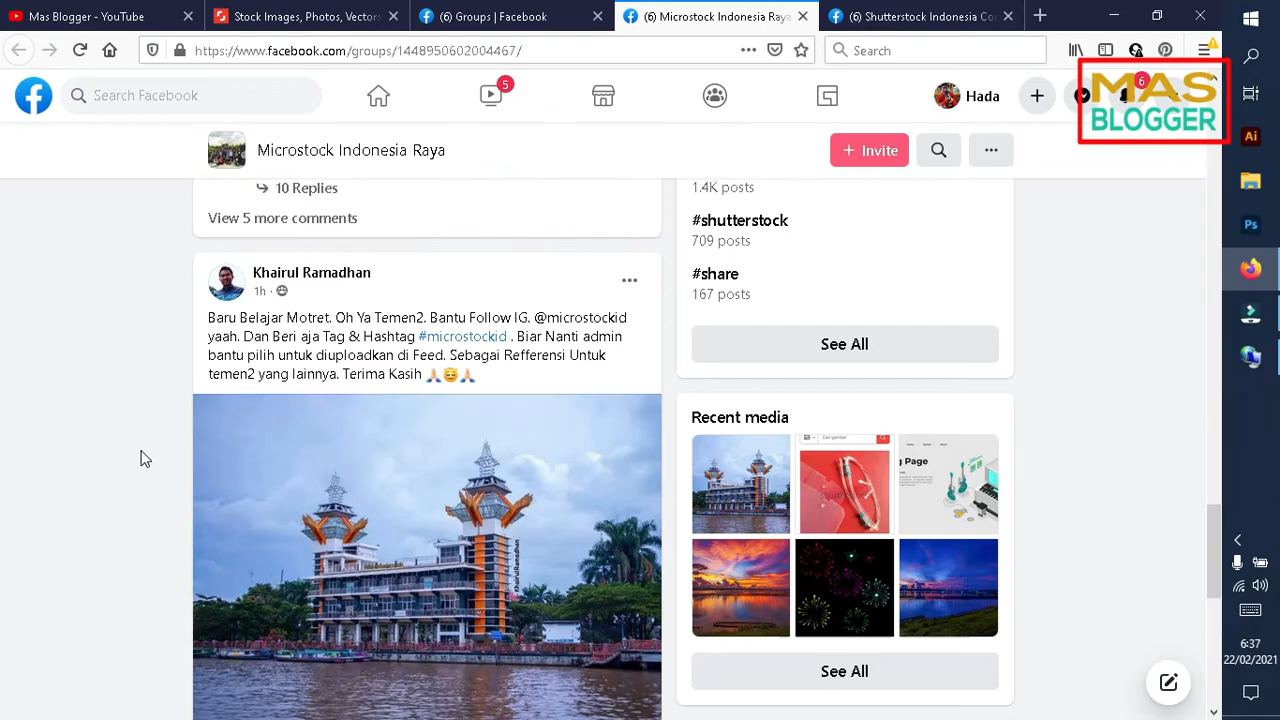 Mas Blogger - YouTube
Stock Images, Photos, Vectors
(6) Groups | Facebook
(6) Microstock Indonesia Raya
(6) Shutterstock Indonesia Co
https://www.facebook.com/groups/1448950602004467/
Search
Search Facebook
5
Hada
6
MAS
BLOGGER
Microstock Indonesia Raya
+ Invite
10 Replies
View 5 more comments
1.4K posts
#shutterstock
709 posts
#share
167 posts
See All
Khairul Ramadhan
1h ·
Baru Belajar Motret. Oh Ya Temen2. Bantu Follow IG. @microstockid
yaah. Dan Beri aja Tag & Hashtag #microstockid . Biar Nanti admin
bantu pilih untuk diuploadkan di Feed. Sebagai Refferensi Untuk
temen2 yang lainnya. Terima Kasih 🙏🏻😌🙏🏻
Recent media
Cari gambar
g Page
See All
Ai
Ps
6:37
22/02/2021